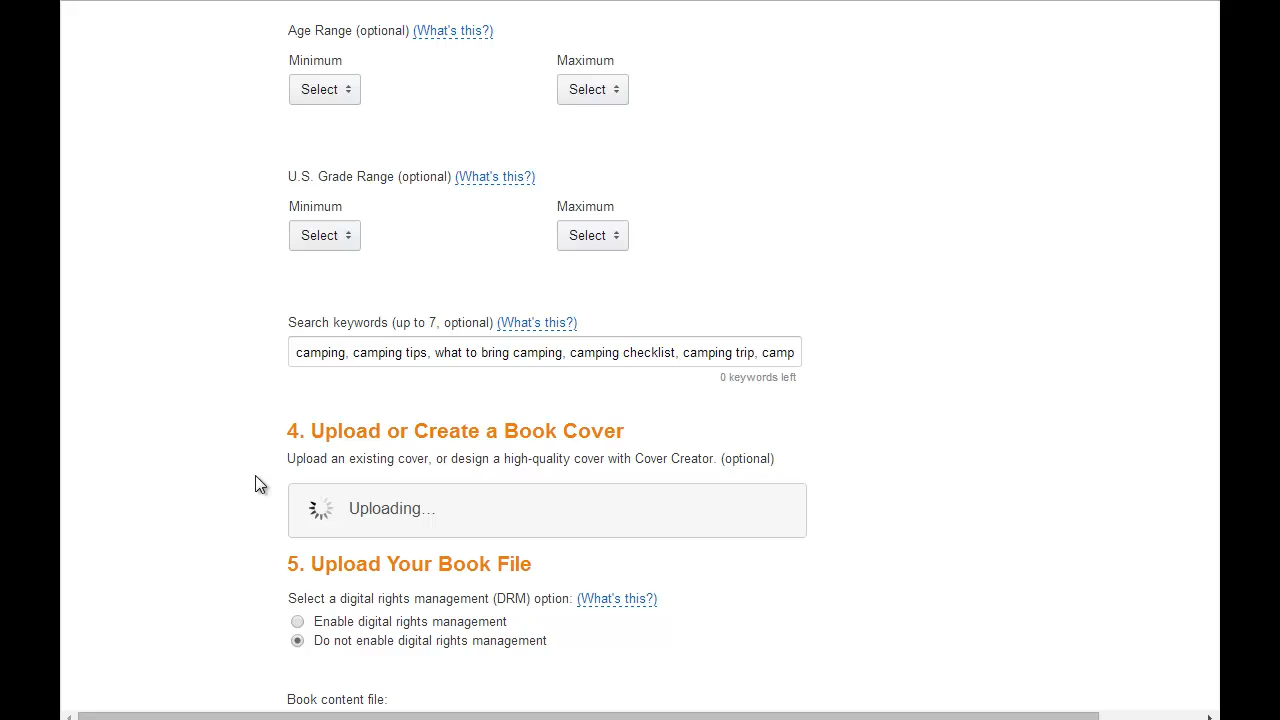 Age Range (optional) (What's this?)
Minimum Maximum
Select Select
U.S. Grade Range (optional) (What's this?)
Minimum Maximum
Select Select
Search keywords (up to 7, optional) (What's this?)
camping, camping tips, what to bring camping, camping checklist, camping trip, camp
0 keywords left
4. Upload or Create a Book Cover
Upload an existing cover, or design a high-quality cover with Cover Creator. (optional)
Uploading...
5. Upload Your Book File
Select a digital rights management (DRM) option: (What's this?)
Enable digital rights management
Do not enable digital rights management
Book content file: